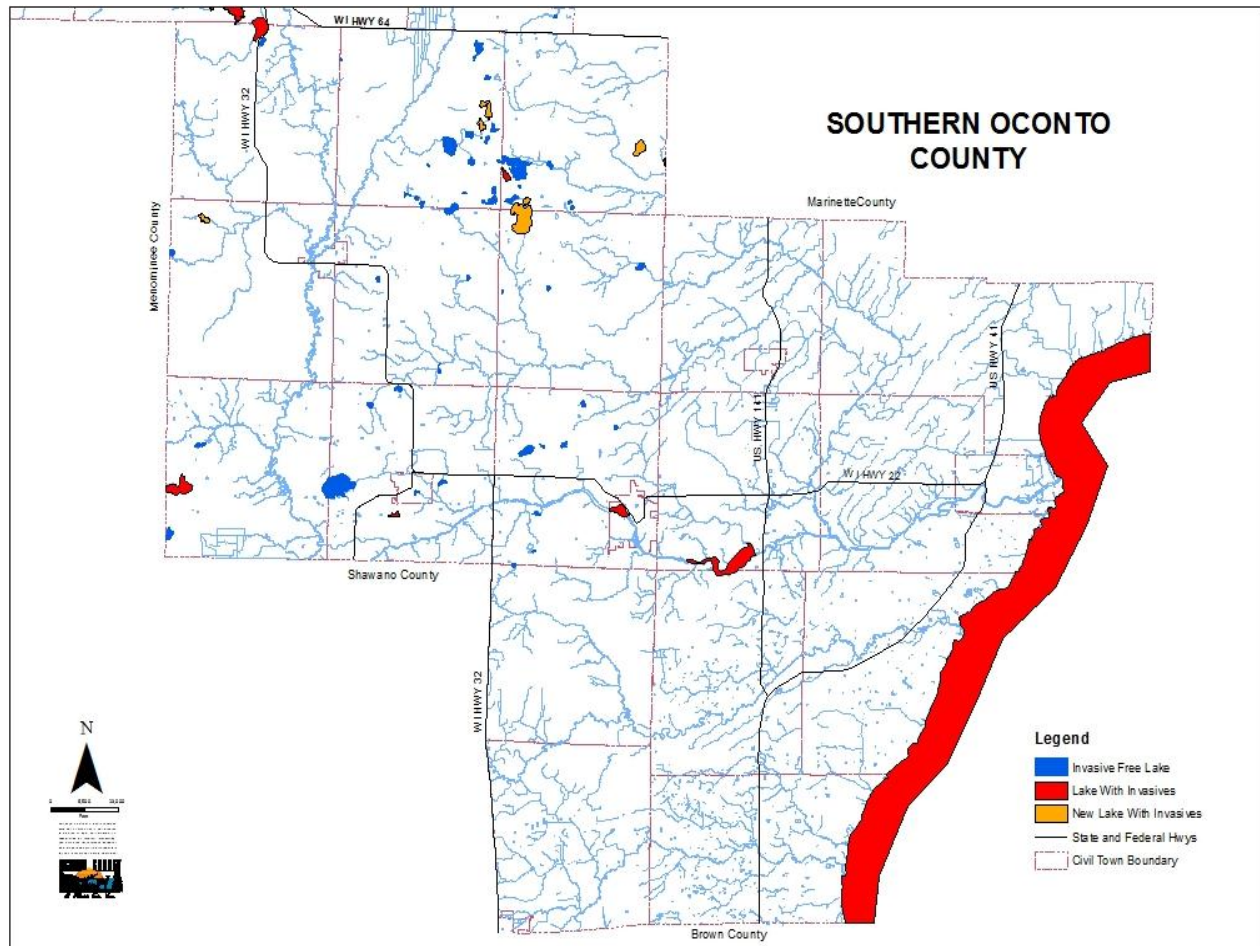 WI HWY 64
WI HWY 32
SOUTHERN OCONTO
COUNTY
MarinetteCounty
Menominee County
US HWY 41
US HWY 141
WI HWY 22
Shawano County
WI HWY 32
N
0
Legend
Invasive Free Lake
Lake With Invasives
New Lake With Invasives
State and Federal Hwys
Civil Town Boundary
Brown County